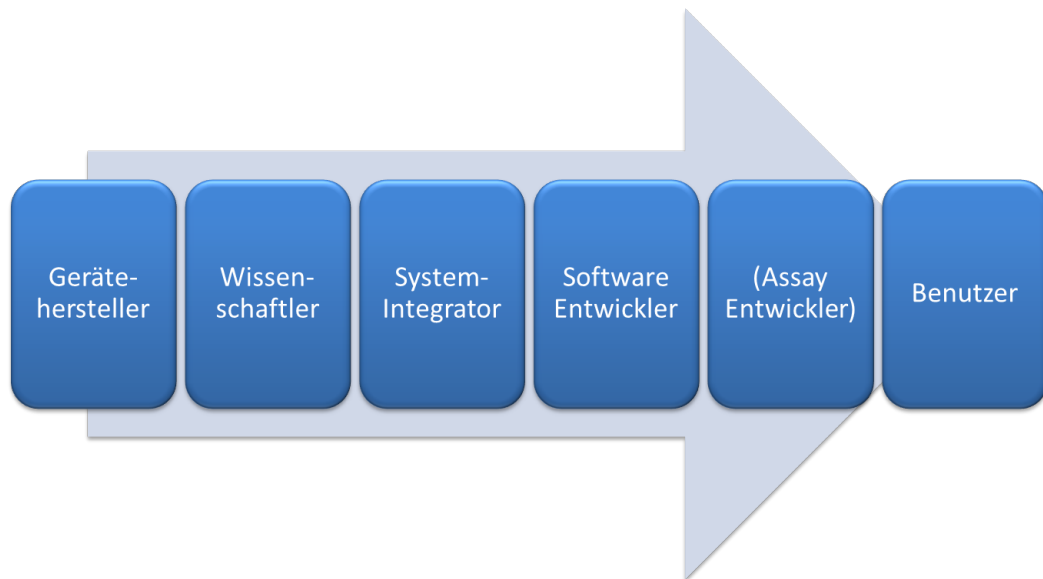 Geräte-
hersteller
Wissen-
schaftler
System-
Integrator
Software
Entwickler
(Assay
Entwickler)
Benutzer